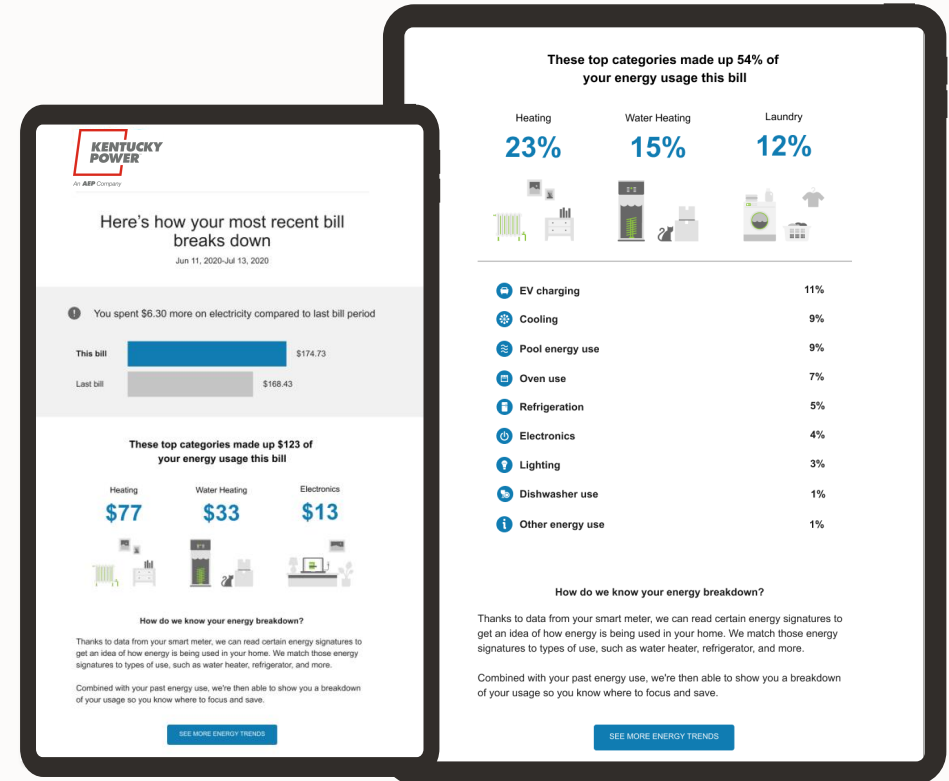 KENTUCKY
POWER
An AEP Company
Here's how your most recent bill
breaks down
Jun 11, 2020-Jul 13, 2020
You spent $6.30 more on electricity compared to last bill period
This bill
$174.73
Last bill
$168.43
These top categories made up $123 of
your energy usage this bill
Heating
Water Heating
Electronics
$77
$33
$13
How do we know your energy breakdown?
Thanks to data from your smart meter, we can read certain energy signatures to
get an idea of how energy is being used in your home. We match those energy
signatures to types of use, such as water heater, refrigerator, and more.
Combined with your past energy use, we're then able to show you a breakdown
of your usage so you know where to focus and save.
SEE MORE ENERGY TRENDS
These top categories made up 54% of
your energy usage this bill
Heating
Water Heating
Laundry
23%
15%
12%
EV charging 11%
Cooling 9%
Pool energy use 9%
Oven use 7%
Refrigeration 5%
Electronics 4%
Lighting 3%
Dishwasher use 1%
Other energy use 1%
How do we know your energy breakdown?
Thanks to data from your smart meter, we can read certain energy signatures to
get an idea of how energy is being used in your home. We match those energy
signatures to types of use, such as water heater, refrigerator, and more.
Combined with your past energy use, we're then able to show you a breakdown
of your usage so you know where to focus and save.
SEE MORE ENERGY TRENDS